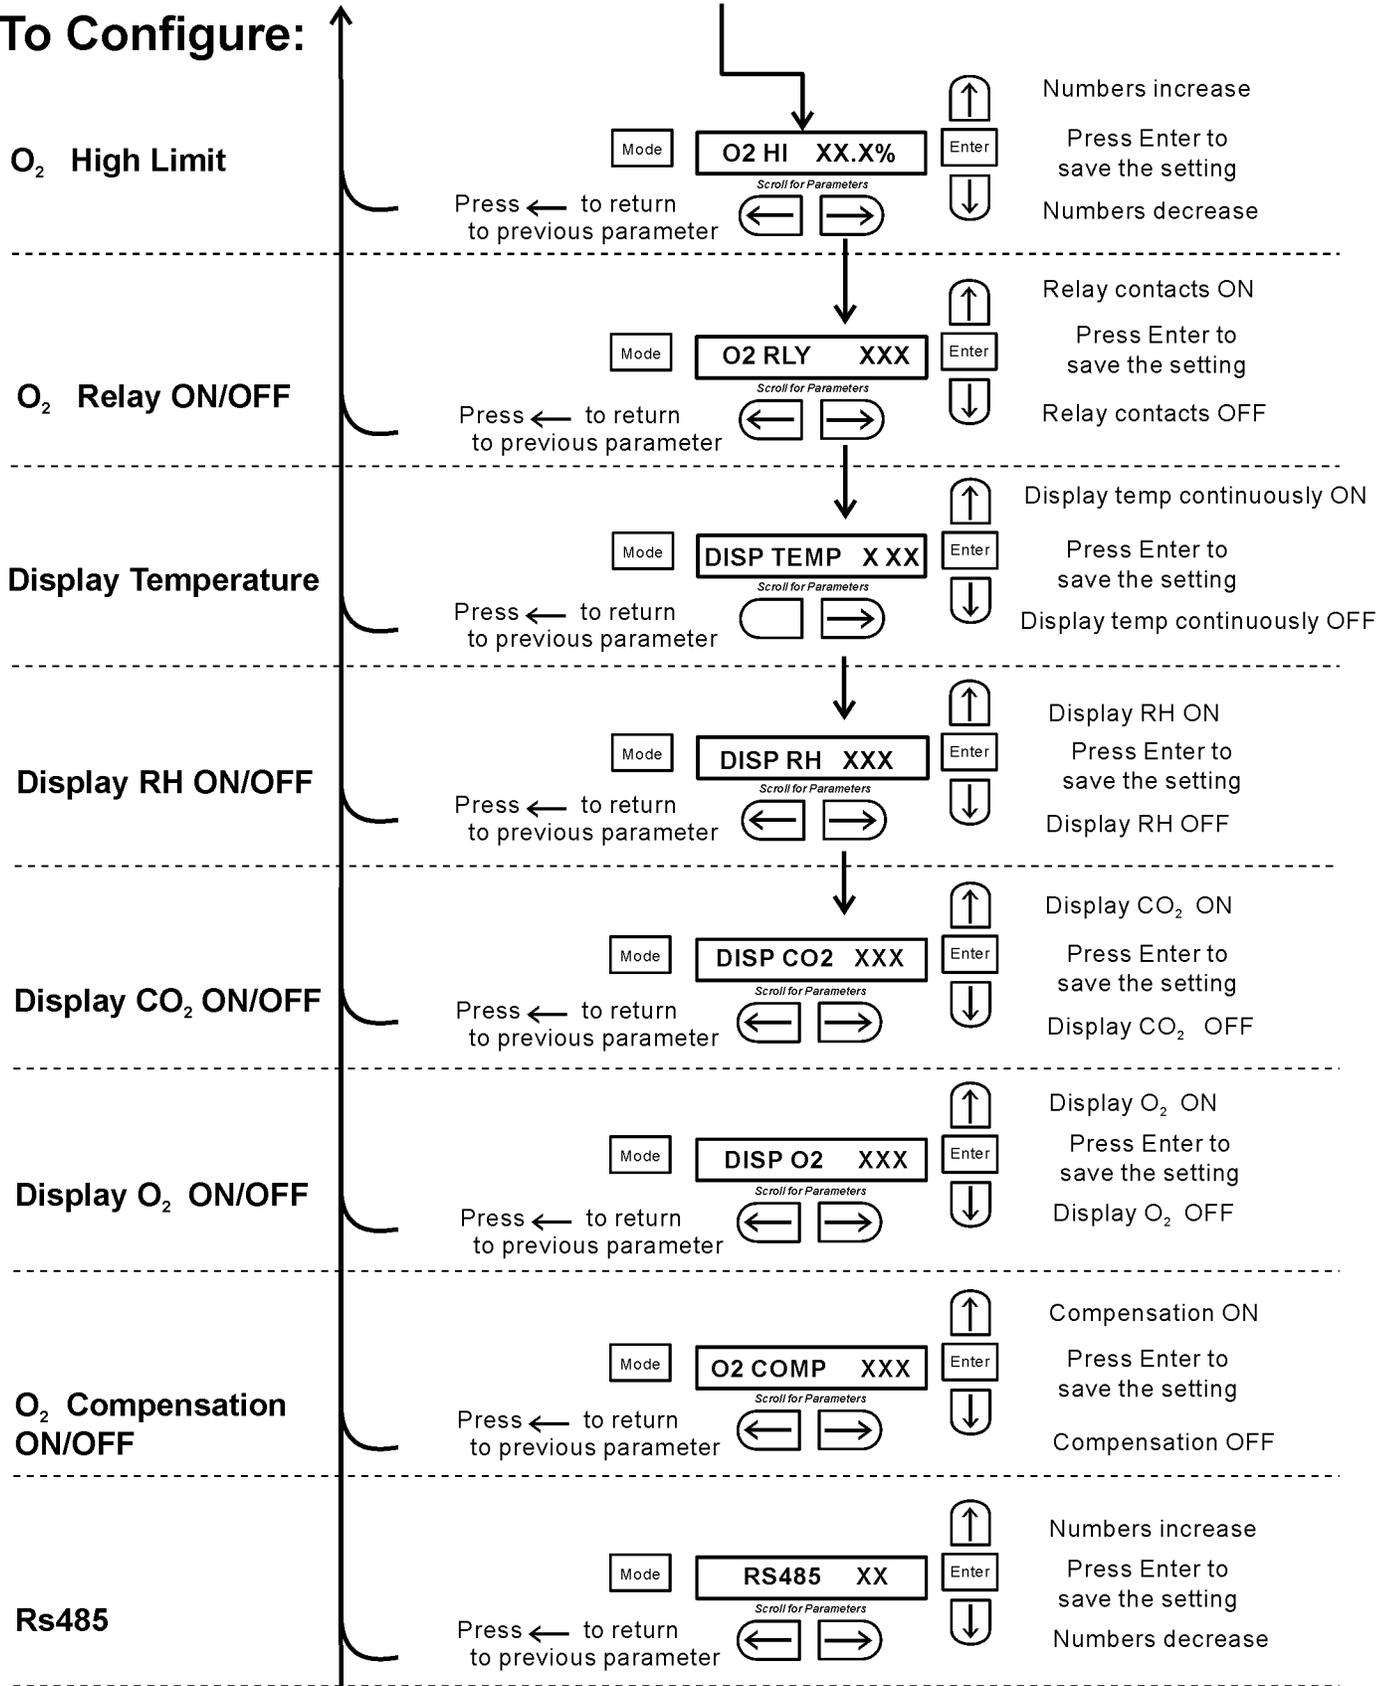 To Configure:
Numbers increase
O₂ High Limit
Mode
O2 HI XX.X%
Enter
Press Enter to
save the setting
Scroll for Parameters
Press ← to return
to previous parameter
← →
Numbers decrease
Relay contacts ON
O₂ Relay ON/OFF
Mode
O2 RLY XXX
Enter
Press Enter to
save the setting
Scroll for Parameters
Press ← to return
to previous parameter
← →
Relay contacts OFF
Display temp continuously ON
Display Temperature
Mode
DISP TEMP X XX
Enter
Press Enter to
save the setting
Scroll for Parameters
Press ← to return
to previous parameter
→
Display temp continuously OFF
Display RH ON
Display RH ON/OFF
Mode
DISP RH XXX
Enter
Press Enter to
save the setting
Scroll for Parameters
Press ← to return
to previous parameter
← →
Display RH OFF
Display CO₂ ON
Display CO₂ ON/OFF
Mode
DISP CO2 XXX
Enter
Press Enter to
save the setting
Scroll for Parameters
Press ← to return
to previous parameter
← →
Display CO₂ OFF
Display O₂ ON
Display O₂ ON/OFF
Mode
DISP O2 XXX
Enter
Press Enter to
save the setting
Scroll for Parameters
Press ← to return
to previous parameter
← →
Display O₂ OFF
Compensation ON
O₂ Compensation
ON/OFF
Mode
O2 COMP XXX
Enter
Press Enter to
save the setting
Scroll for Parameters
Press ← to return
to previous parameter
← →
Compensation OFF
Numbers increase
Rs485
Mode
RS485 XX
Enter
Press Enter to
save the setting
Scroll for Parameters
Press ← to return
to previous parameter
← →
Numbers decrease